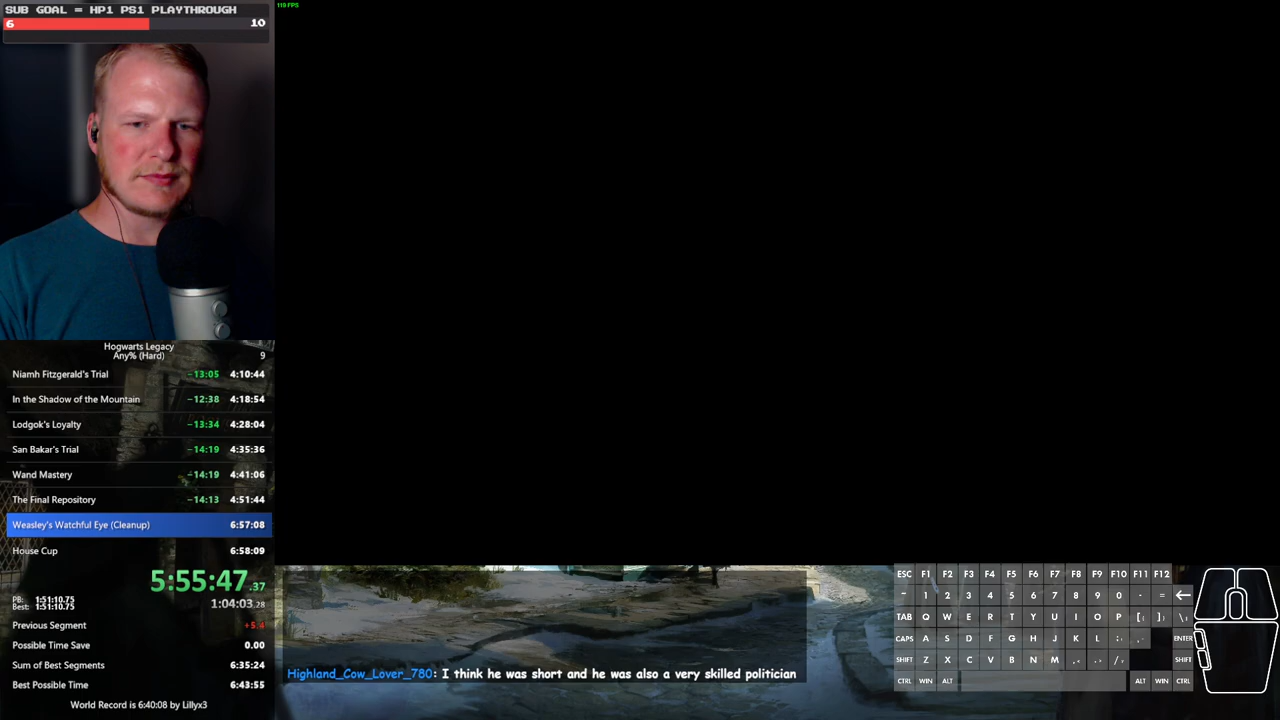 SUB GOAL = HP1 PS1 PLAYTHROUGH
6 10
119 FPS
Hogwarts Legacy
Any% (Hard) 9
Niamh Fitzgerald's Trial -13:05 4:10:44
In the Shadow of the Mountain -12:38 4:18:54
Lodgok's Loyalty -13:34 4:28:04
San Bakar's Trial -14:19 4:35:36
Wand Mastery -14:19 4:41:06
The Final Repository -14:13 4:51:44
Weasley's Watchful Eye (Cleanup) 6:57:08
House Cup 6:58:09
5:55:47.37
PB: 1:51:10.75
Best: 1:51:10.75
1:04:03.28
Previous Segment +5.4
Possible Time Save 0.00
Sum of Best Segments 6:35:24
Best Possible Time 6:43:55
World Record is 6:40:08 by Lillyx3
Highland_Cow_Lover_780: I think he was short and he was also a very skilled politician
ESC F1 F2 F3 F4 F5 F6 F7 F8 F9 F10 F11 F12
1 2 3 4 5 6 7 8 9 0 - =
TAB Q W E R T Y U I O P [ ] \
CAPS A S D F G H J K L ENTER
SHIFT Z X C V B N M SHIFT
CTRL WIN ALT ALT WIN CTRL